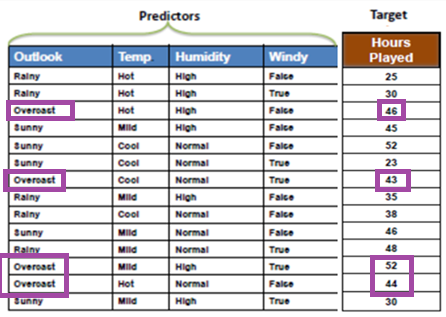 Predictors Target
Hours
Outlook Temp Humidity Windy Played
Rainy Hot High False 25
Rainy Hot High True 30
Overcast Hot High False 46
Sunny Mild High False 45
Sunny Cool Normal False 52
Sunny Cool Normal True 23
Overcast Cool Normal True 43
Rainy Mild High False 35
Rainy Cool Normal False 38
Sunny Mild Normal False 46
Rainy Mild Normal True 48
Overcast Mild High True 52
Overcast Hot Normal False 44
Sunny Mild High True 30